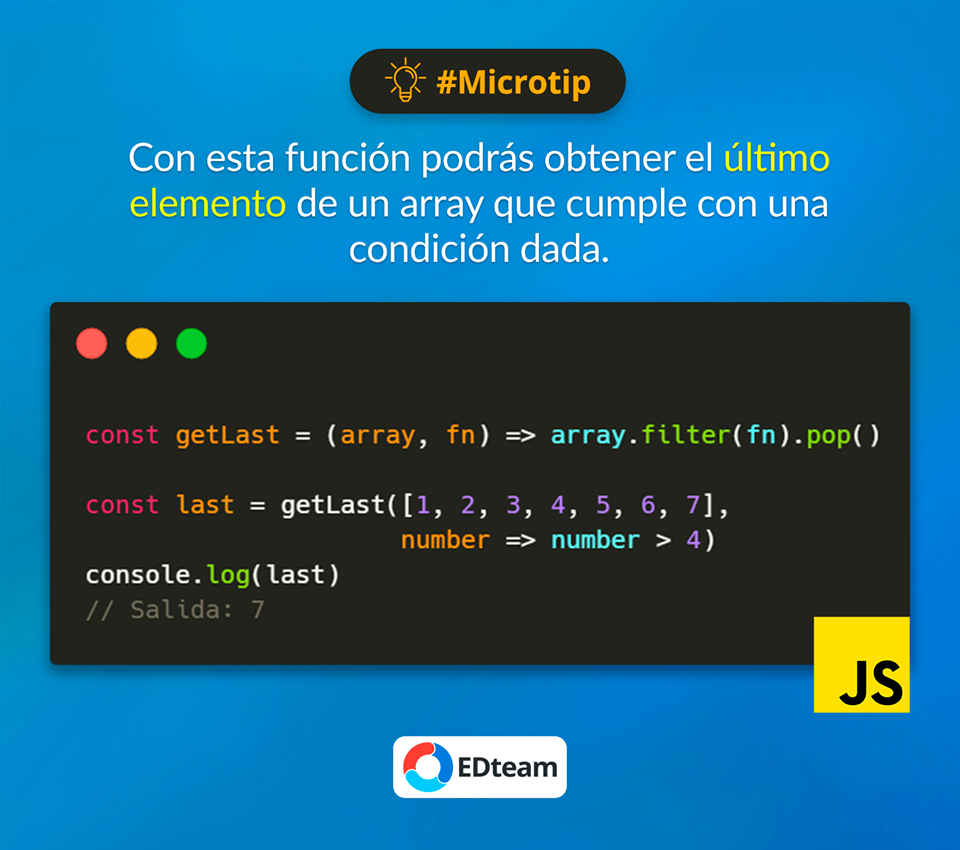 #Microtip
Con esta función podrás obtener el último
elemento de un array que cumple con una
condición dada.
const getLast = (array, fn) => array.filter(fn).pop()
const last = getLast([1, 2, 3, 4, 5, 6, 7],
number => number > 4)
console.log(last)
// Salida: 7
JS
EDteam